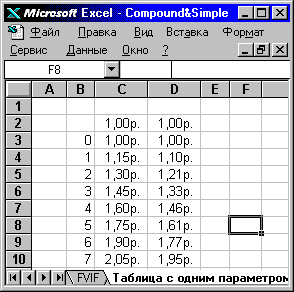 Microsoft Excel - Compound&Simple
Файл Правка Вид Вставка Формат
Сервис Данные Окно ?
F8
A B C D E F
1
2 1,00р. 1,00р.
3 0 1,00р. 1,00р.
4 1 1,15р. 1,10р.
5 2 1,30р. 1,21р.
6 3 1,45р. 1,33р.
7 4 1,60р. 1,46р.
8 5 1,75р. 1,61р.
9 6 1,90р. 1,77р.
10 7 2,05р. 1,95р.
FVIF Таблица с одним параметром